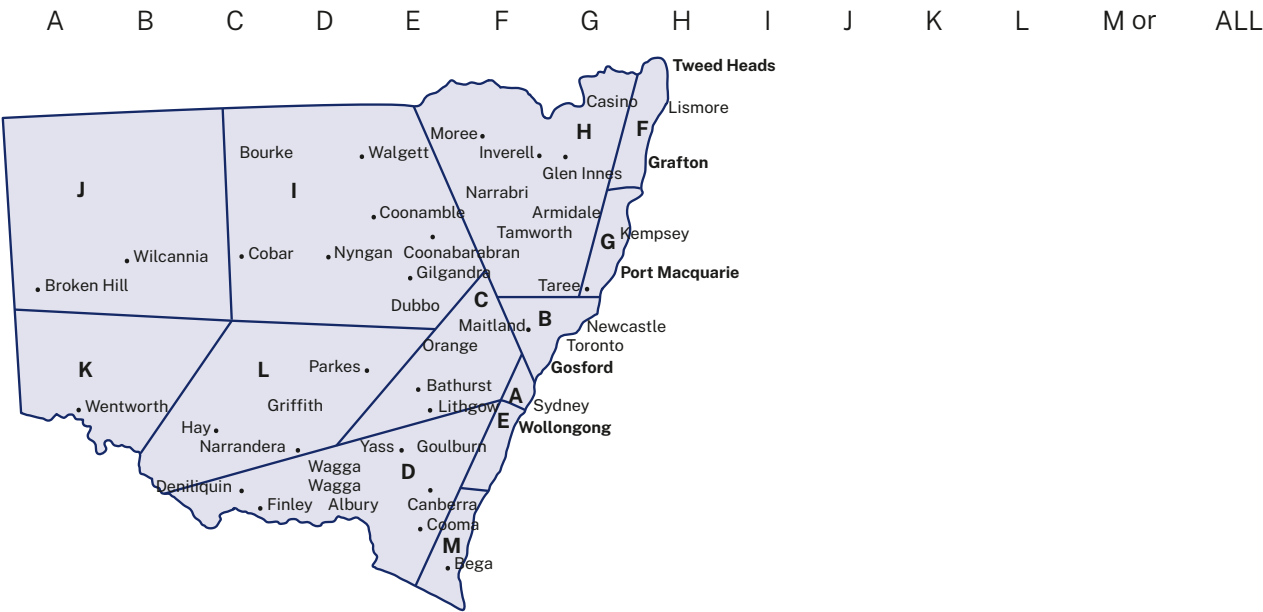 A B C D E F G H I J K L M or ALL
Tweed Heads
Casino
Lismore
Moree
H
F
Bourke
Walgett
Inverell
Grafton
Glen Innes
J
I
Narrabri
Coonamble
Armidale
Tamworth
G
Kempsey
Wilcannia
Cobar
Nyngan
Coonabarabran
Gilgandra
Port Macquarie
Broken Hill
Taree
Dubbo
C
Maitland
B
Newcastle
Orange
Toronto
K
L
Parkes
Gosford
Bathurst
A
Wentworth
Griffith
Lithgow
Sydney
Hay
E
Wollongong
Narrandera
Yass
Goulburn
Wagga
Wagga
D
Deniliquin
Finley
Albury
Canberra
Cooma
M
Bega